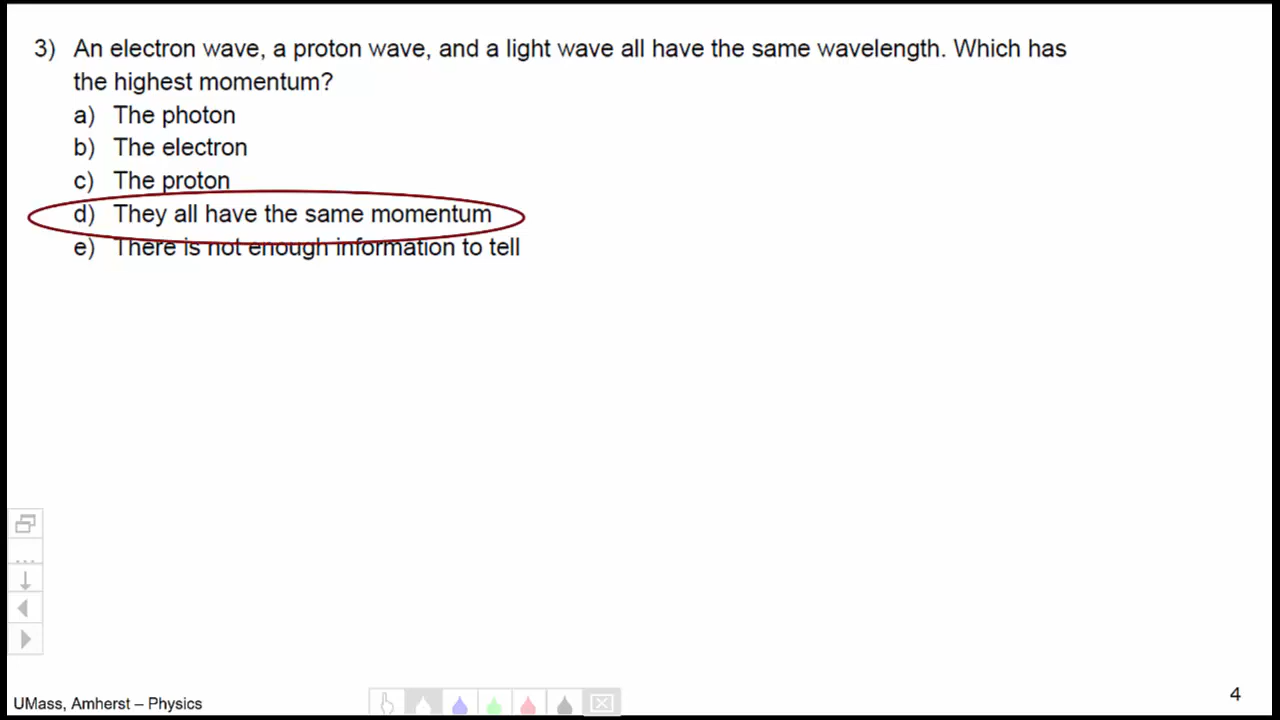 3) An electron wave, a proton wave, and a light wave all have the same wavelength. Which has
the highest momentum?
a) The photon
b) The electron
c) The proton
d) They all have the same momentum
e) There is not enough information to tell
UMass, Amherst – Physics
4